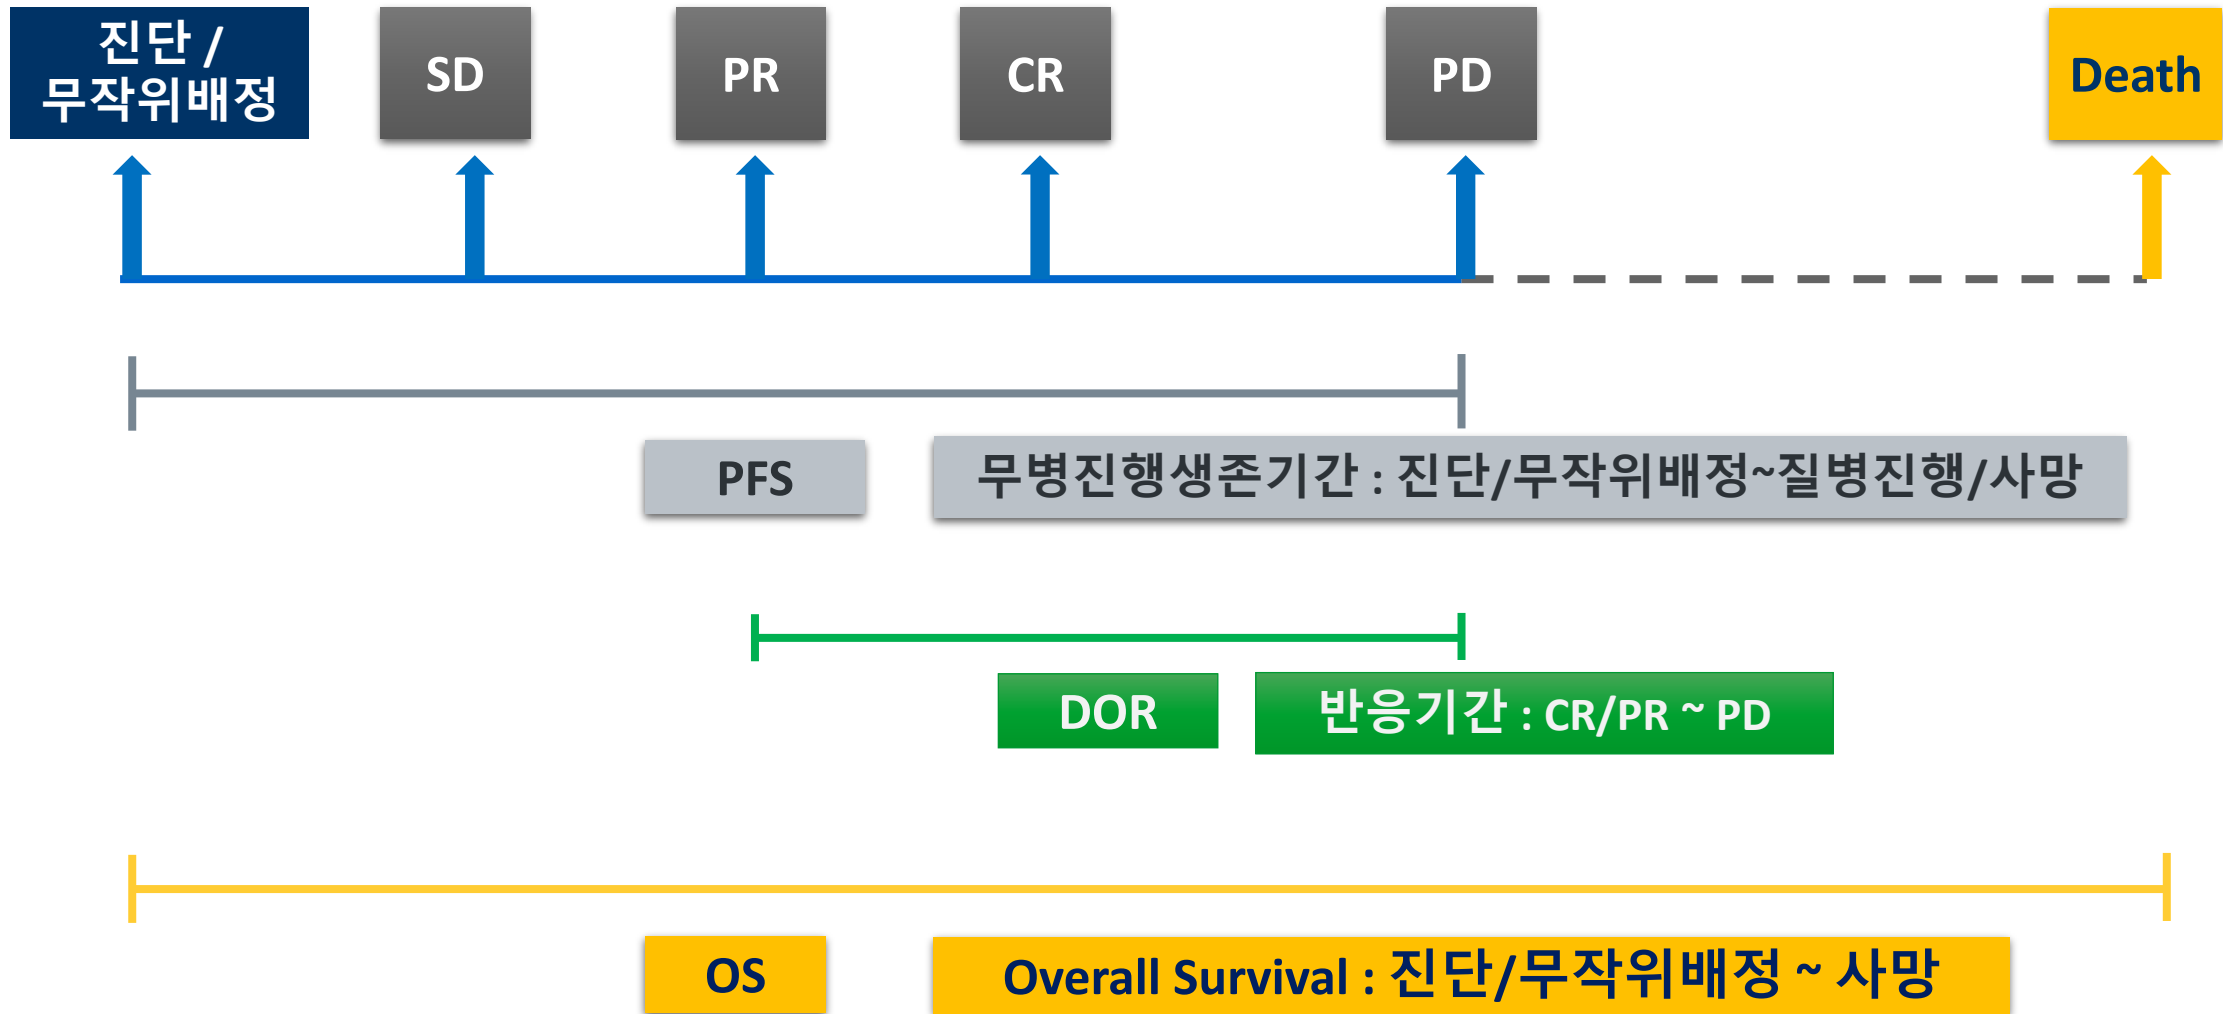 진단 /
무작위배정
SD
PR
CR
PD
Death
PFS
무병진행생존기간 : 진단/무작위배정~질병진행/사망
DOR
반응기간 : CR/PR ~ PD
OS
Overall Survival : 진단/무작위배정 ~ 사망